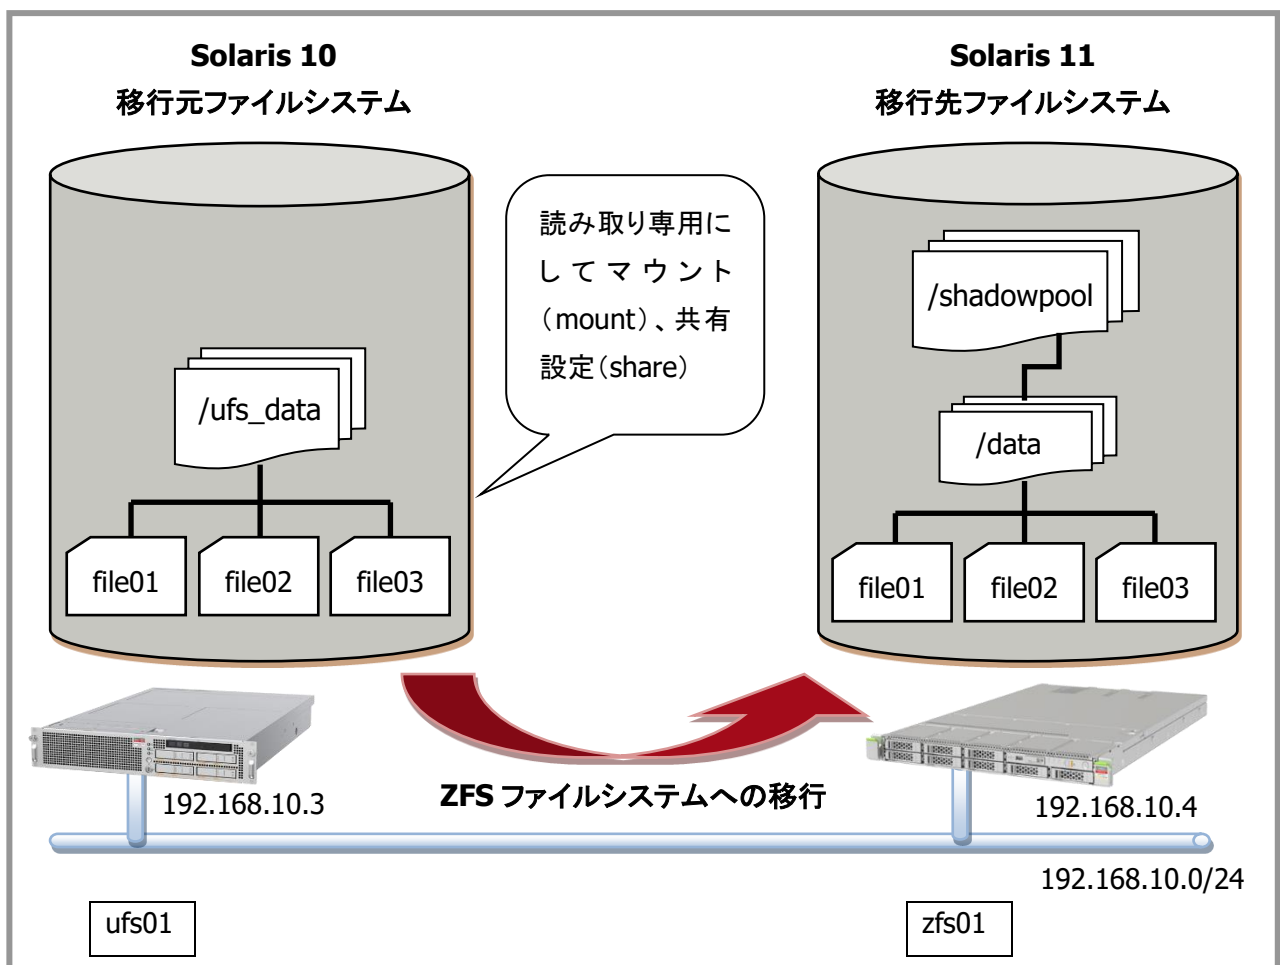 Solaris 10
移行元ファイルシステム
Solaris 11
移行先ファイルシステム
読み取り専用に
してマウント
（mount）、共有
設定（share）
/ufs_data
file01
file02
file03
/shadowpool
/data
file01
file02
file03
ZFS ファイルシステムへの移行
192.168.10.3
192.168.10.4
192.168.10.0/24
ufs01
zfs01